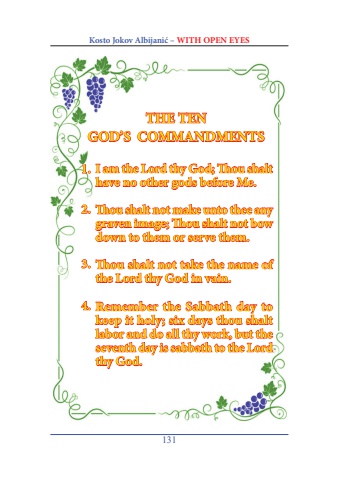 Kosto Jokov Albijanić – WITH OPEN EYES
THE TEN
GOD'S COMMANDMENTS
1. I am the Lord thy God; Thou shalt
have no other gods before Me.
2. Thou shalt not make unto thee any
graven image; Thou shalt not bow
down to them or serve them.
3. Thou shalt not take the name of
the Lord thy God in vain.
4. Remember the Sabbath day to
keep it holy; six days thou shalt
labor and do all thy work, but the
seventh day is sabbath to the Lord
thy God.
131